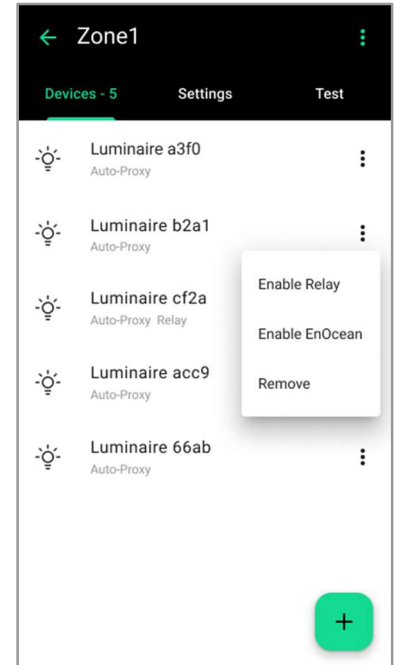 Zone1
Devices - 5 Settings Test
Luminaire a3f0
Auto-Proxy
Luminaire b2a1
Auto-Proxy
Luminaire cf2a
Auto-Proxy Relay
Luminaire acc9
Auto-Proxy
Luminaire 66ab
Auto-Proxy
Enable Relay
Enable EnOcean
Remove